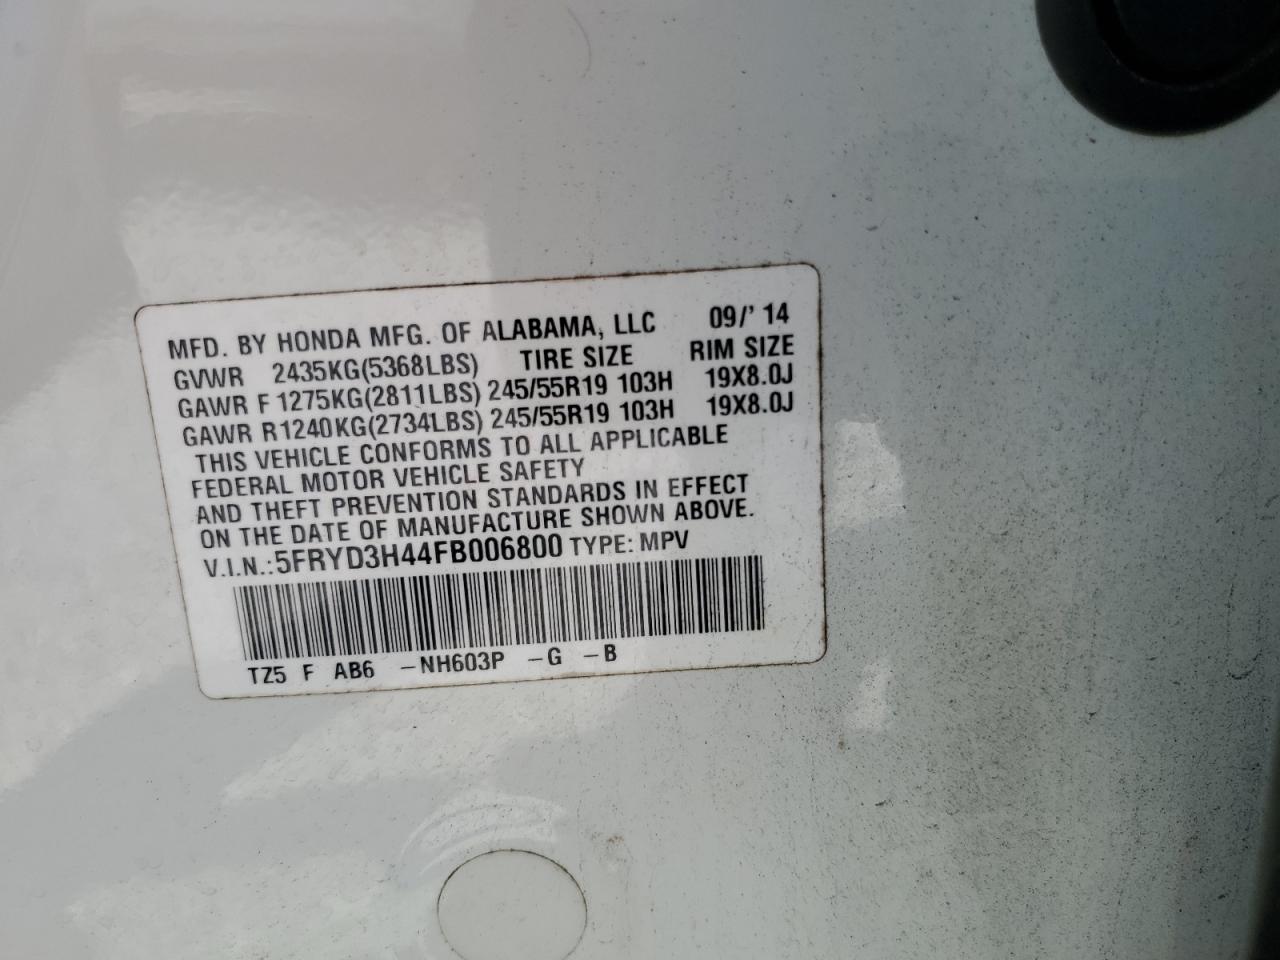 MFD. BY HONDA MFG. OF ALABAMA, LLC 09/' 14
GVWR 2435KG(5368LBS) TIRE SIZE RIM SIZE
GAWR F 1275KG(2811LBS) 245/55R19 103H 19X8.0J
GAWR R1240KG(2734LBS) 245/55R19 103H 19X8.0J
THIS VEHICLE CONFORMS TO ALL APPLICABLE
FEDERAL MOTOR VEHICLE SAFETY
AND THEFT PREVENTION STANDARDS IN EFFECT
ON THE DATE OF MANUFACTURE SHOWN ABOVE.
V.I.N.:5FRYD3H44FB006800 TYPE: MPV
TZ5 F AB6 -NH603P -G -B